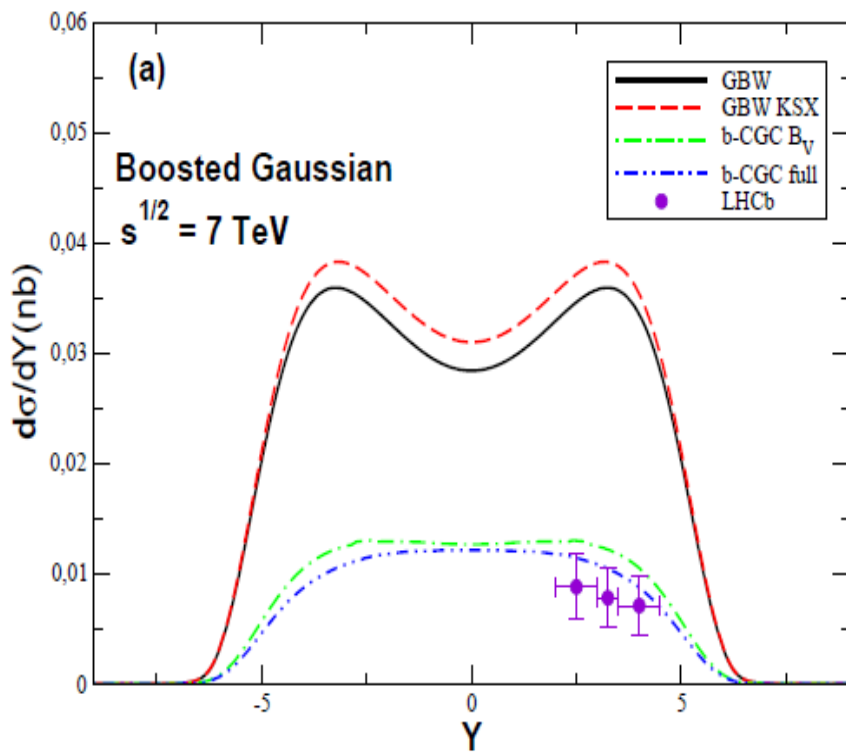 0,06
(a)
GBW
GBW KSX
b-CGC B_V
b-CGC full
LHCb
0,05
Boosted Gaussian
s^{1/2} = 7 TeV
0,04
0,03
0,02
0,01
0
dσ/dY(nb)
-5
0
5
Y